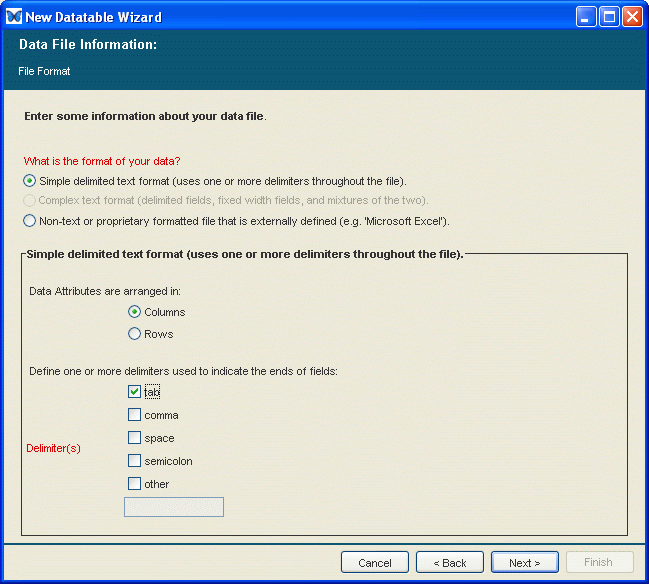 New Datatable Wizard
Data File Information:
File Format
Enter some information about your data file.
What is the format of your data?
Simple delimited text format (uses one or more delimiters throughout the file).
Complex text format (delimited fields, fixed width fields, and mixtures of the two).
Non-text or proprietary formatted file that is externally defined (e.g. 'Microsoft Excel').
Simple delimited text format (uses one or more delimiters throughout the file).
Data Attributes are arranged in:
Columns
Rows
Define one or more delimiters used to indicate the ends of fields:
tab
comma
space
Delimiter(s)
semicolon
other
Cancel
< Back
Next >
Finish